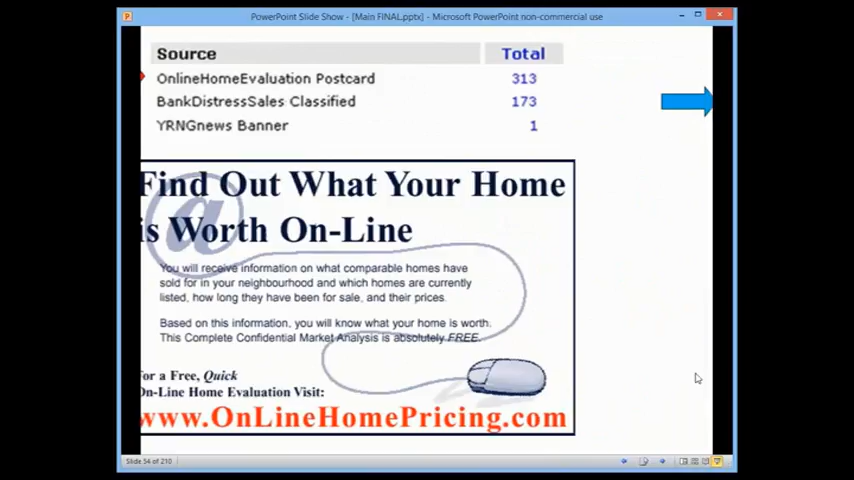 PowerPoint Slide Show - [Main FINAL.pptx] - Microsoft PowerPoint non-commercial use
Source Total
OnlineHomeEvaluation Postcard 313
BankDistressSales Classified 173
YRNGnews Banner 1
Find Out What Your Home
is Worth On-Line
@
You will receive information on what comparable homes have
sold for in your neighbourhood and which homes are currently
listed, how long they have been for sale, and their prices.
Based on this information, you will know what your home is worth.
This Complete Confidential Market Analysis is absolutely FREE.
For a Free, Quick
On-Line Home Evaluation Visit:
www.OnLineHomePricing.com
Slide 54 of 210